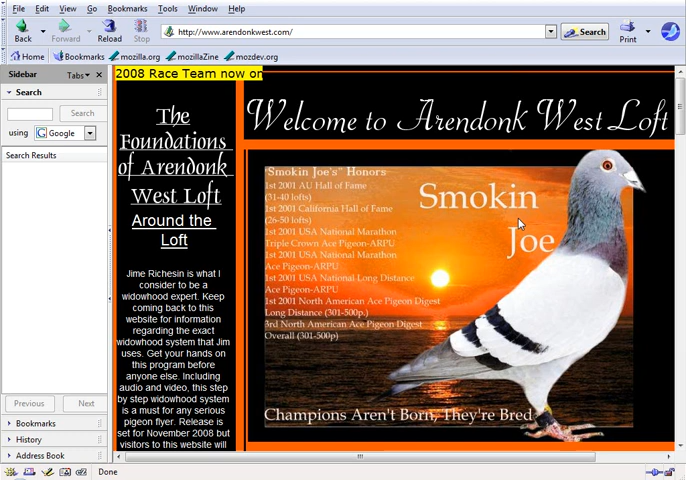 File Edit View Go Bookmarks Tools Window Help
Back Forward Reload Stop
http://www.arendonkwest.com/
Search
Print
Home Bookmarks mozilla.org mozillaZine mozdev.org
Sidebar
Tabs
Search
Search
using Google
Search Results
Previous Next
Bookmarks
History
Address Book
2008 Race Team now on
The
Foundations
of Arendonk
West Loft
Around the
Loft
Jime Richesin is what I
consider to be a
widowhood expert. Keep
coming back to this
website for information
regarding the exact
widowhood system that Jim
uses. Get your hands on
this program before
anyone else. Including
audio and video, this step
by step widowhood system
is a must for any serious
pigeon flyer. Release is
set for November 2008 but
visitors to this website will
Welcome to Arendonk West Loft
"Smokin Joe's" Honors
1st 2001 AU Hall of Fame
(31-40 lofts)
1st 2001 California Hall of Fame
(26-50 lofts)
1st 2001 USA National Marathon
Triple Crown Ace Pigeon-ARPU
1st 2001 USA National Marathon
Ace Pigeon-ARPU
1st 2001 USA National Long Distance
Ace Pigeon-ARPU
1st 2001 North American Ace Pigeon Digest
Long Distance (301-500p.)
3rd North American Ace Pigeon Digest
Overall (301-500p)
Smokin
Joe
Champions Aren't Born, They're Bred
Done